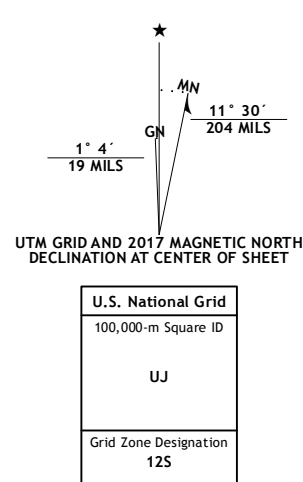 ★
MN
11° 30´
204 MILS
GN
1° 4´
19 MILS
UTM GRID AND 2017 MAGNETIC NORTH
DECLINATION AT CENTER OF SHEET
U.S. National Grid
100,000-m Square ID
UJ
Grid Zone Designation
12S